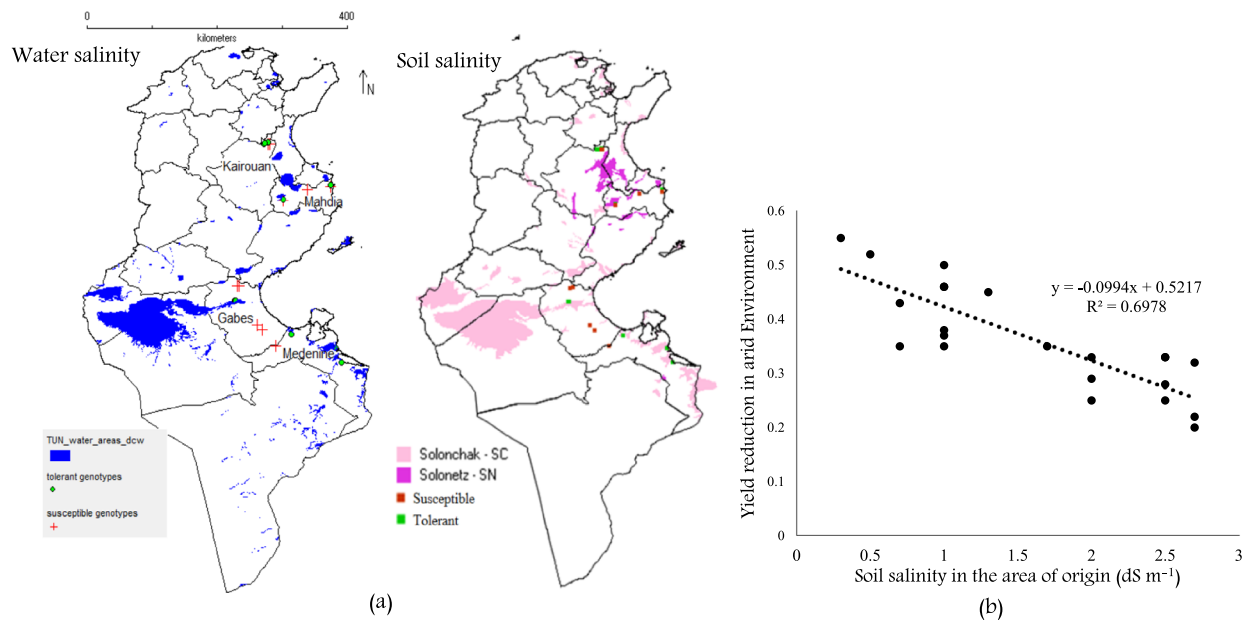 0 400
kilometers
Water salinity
N
Kairouan
Mahdia
Gabes
Medenine
TUN_water_areas_dcw
tolerant genotypes
susceptible genotypes
Soil salinity
Solonchak - SC
Solonetz - SN
Susceptible
Tolerant
(a)
Yield reduction in arid Environment
0.6
0.5
0.4
0.3
0.2
0.1
0
y = -0.0994x + 0.5217
R² = 0.6978
0 0.5 1 1.5 2 2.5 3
Soil salinity in the area of origin (dS m⁻¹)
(b)